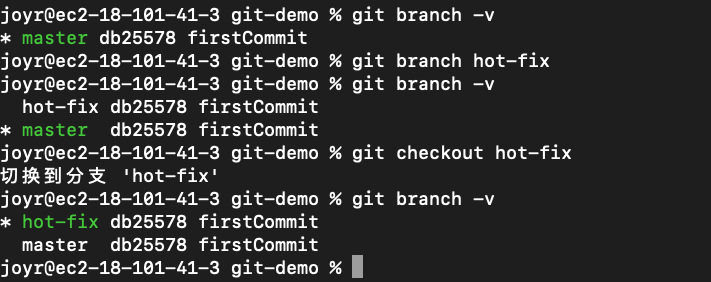 joyr@ec2-18-101-41-3 git-demo % git branch -v
* master db25578 firstCommit
joyr@ec2-18-101-41-3 git-demo % git branch hot-fix
joyr@ec2-18-101-41-3 git-demo % git branch -v
  hot-fix db25578 firstCommit
* master  db25578 firstCommit
joyr@ec2-18-101-41-3 git-demo % git checkout hot-fix
切换到分支 'hot-fix'
joyr@ec2-18-101-41-3 git-demo % git branch -v
* hot-fix db25578 firstCommit
  master  db25578 firstCommit
joyr@ec2-18-101-41-3 git-demo %